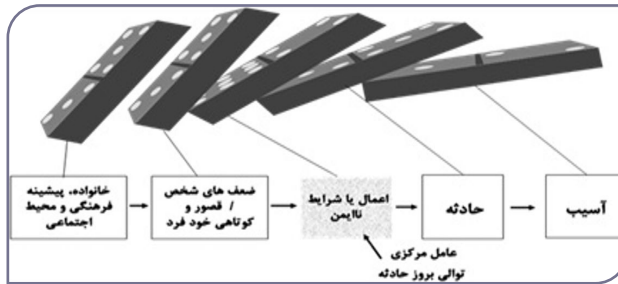 خانواده، پیشینه
فرهنگی و محیط
اجتماعی
ضعف های شخص
/ قصور و
کوتاهی خود فرد
اعمال یا شرایط
ناایمن
حادثه
آسیب
عامل مرکزی
توالی بروز حادثه